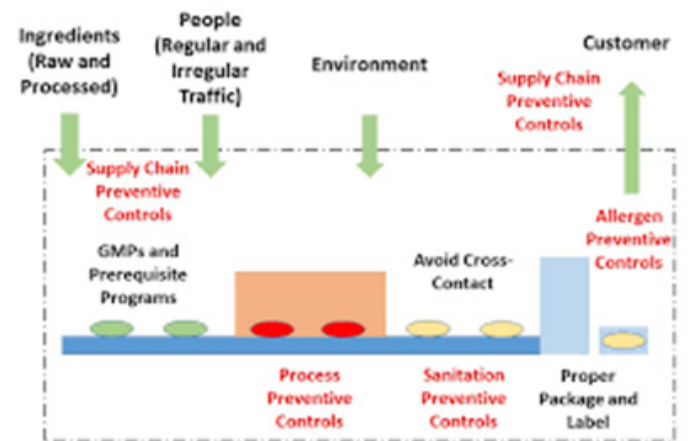 Ingredients
(Raw and
Processed)
People
(Regular and
Irregular
Traffic)
Environment
Customer
Supply Chain
Preventive
Controls
Supply Chain
Preventive
Controls
Allergen
Preventive
Controls
GMPs and
Prerequisite
Programs
Avoid Cross-
Contact
Process
Preventive
Controls
Sanitation
Preventive
Controls
Proper
Package and
Label